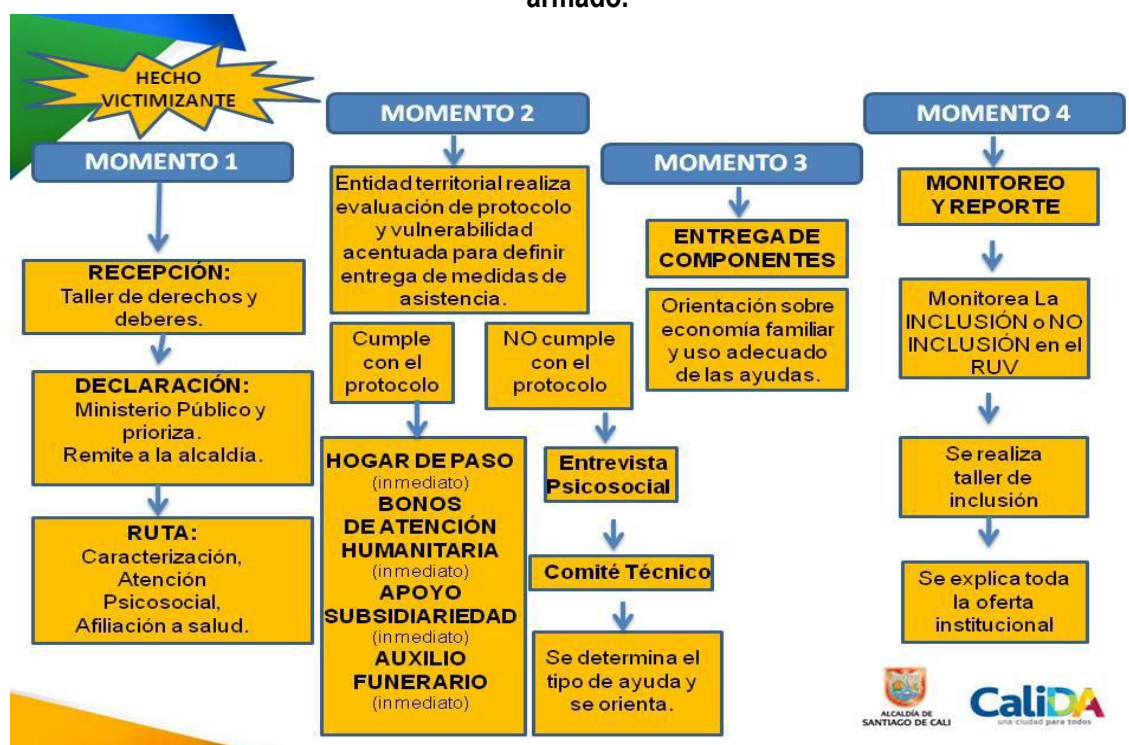 armado.
HECHO
VICTIMIZANTE
MOMENTO 1
RECEPCIÓN:
Taller de derechos y
deberes.
DECLARACIÓN:
Ministerio Público y
prioriza.
Remite a la alcaldía.
RUTA:
Caracterización,
Atención
Psicosocial,
Afiliación a salud.
MOMENTO 2
Entidad territorial realiza
evaluación de protocolo
y vulnerabilidad
acentuada para definir
entrega de medidas de
asistencia.
Cumple
con el
protocolo
HOGAR DE PASO
(inmediato)
BONOS
DE ATENCIÓN
HUMANITARIA
(inmediato)
APOYO
SUBSIDIARIEDAD
(inmediato)
AUXILIO
FUNERARIO
(inmediato)
NO cumple
con el
protocolo
Entrevista
Psicosocial
Comité Técnico
Se determina el
tipo de ayuda y
se orienta.
MOMENTO 3
ENTREGA DE
COMPONENTES
Orientación sobre
economía familiar
y uso adecuado
de las ayudas.
MOMENTO 4
MONITOREO
Y REPORTE
Monitorea La
INCLUSIÓN o NO
INCLUSIÓN en el
RUV
Se realiza
taller de
inclusión
Se explica toda
la oferta
institucional
ALCALDÍA DE
SANTIAGO DE CALI
CaliDA
una ciudad para todos